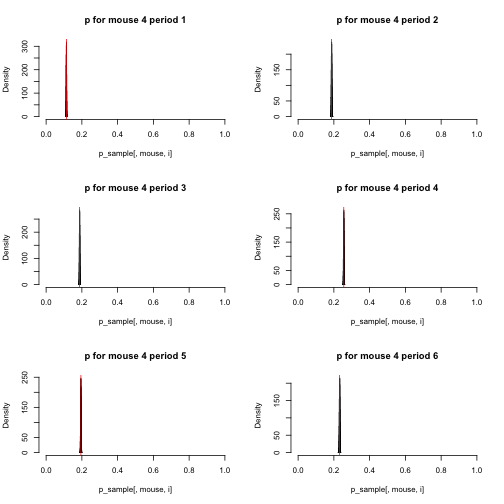 p for mouse 4 period 1
Density
0 100 200 300
0.0 0.2 0.4 0.6 0.8 1.0
p_sample[, mouse, i]
p for mouse 4 period 2
Density
0 50 150
0.0 0.2 0.4 0.6 0.8 1.0
p_sample[, mouse, i]
p for mouse 4 period 3
Density
0 100 200
0.0 0.2 0.4 0.6 0.8 1.0
p_sample[, mouse, i]
p for mouse 4 period 4
Density
0 50 150 250
0.0 0.2 0.4 0.6 0.8 1.0
p_sample[, mouse, i]
p for mouse 4 period 5
Density
0 50 150 250
0.0 0.2 0.4 0.6 0.8 1.0
p_sample[, mouse, i]
p for mouse 4 period 6
Density
0 50 150
0.0 0.2 0.4 0.6 0.8 1.0
p_sample[, mouse, i]